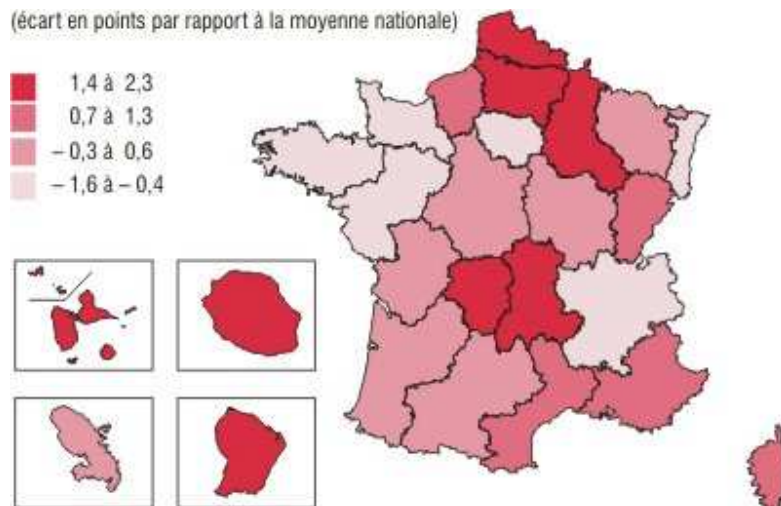 (écart en points par rapport à la moyenne nationale)
1,4 à 2,3
0,7 à 1,3
– 0,3 à 0,6
– 1,6 à – 0,4